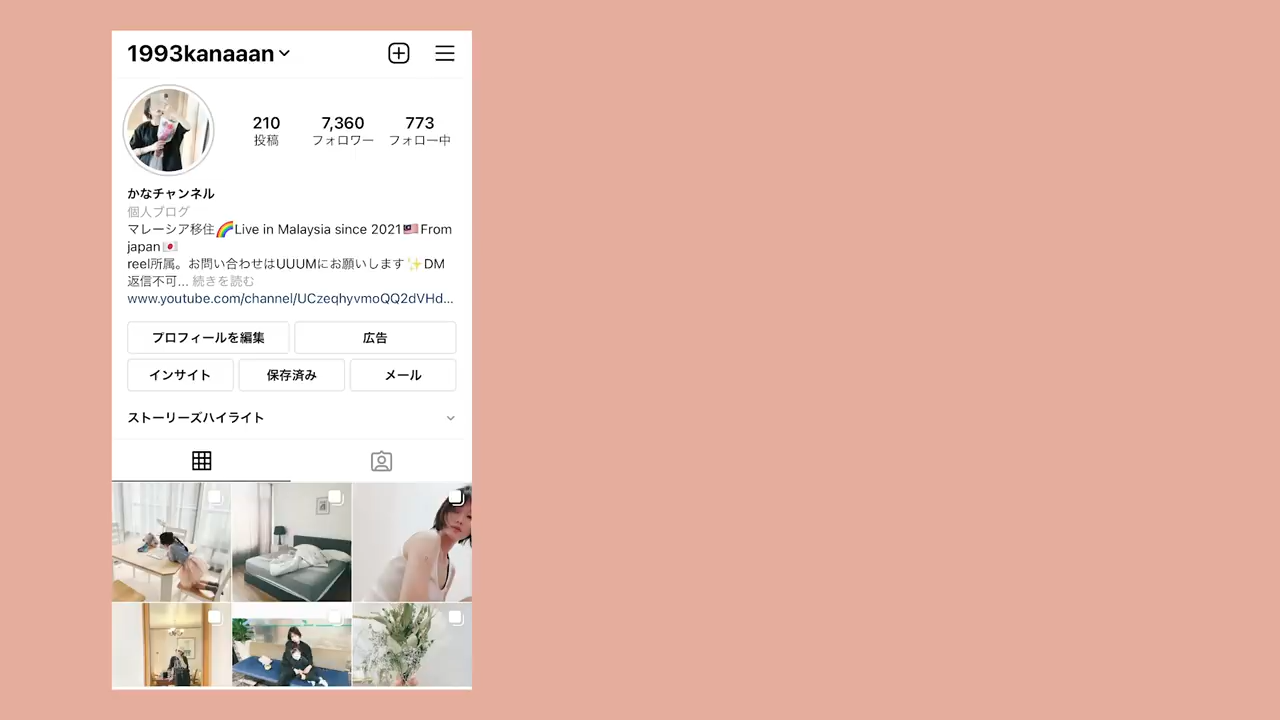 1993kanaaan
210 7,360 773
投稿 フォロワー フォロー中
かなチャンネル
個人ブログ
マレーシア移住🌈Live in Malaysia since 2021🇲🇾From
japan🇯🇵
reel所属。お問い合わせはUUUMにお願いします✨DM
返信不可... 続きを読む
www.youtube.com/channel/UCzeqhyvmoQQ2dVHd...
プロフィールを編集 広告
インサイト 保存済み メール
ストーリーズハイライト